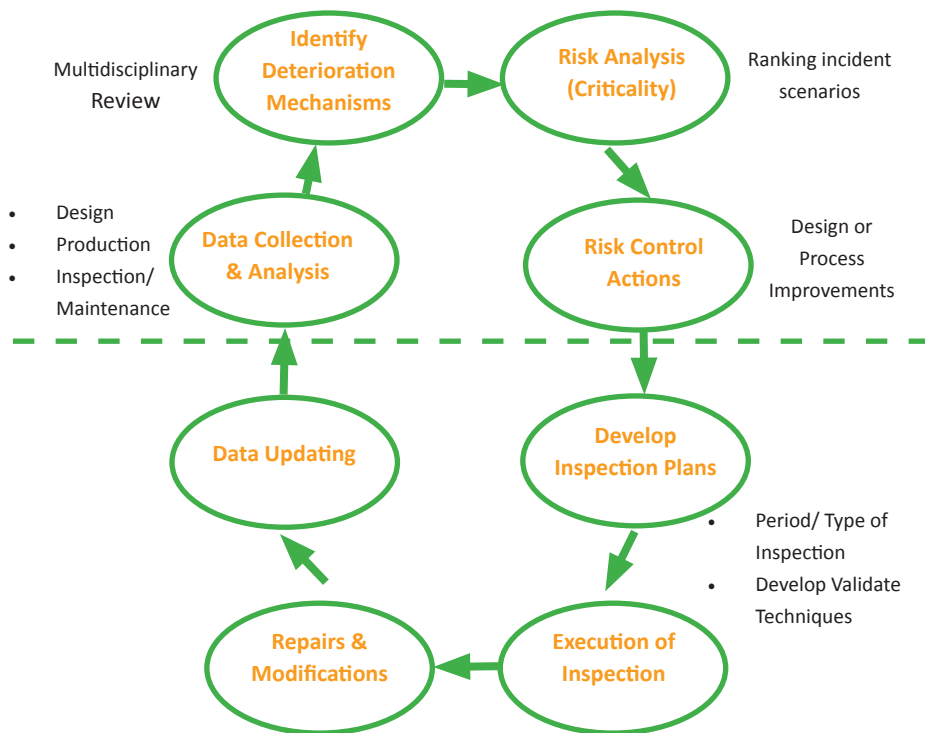 Identify
Deterioration
Mechanisms
Multidisciplinary
Review
Risk Analysis
(Criticality)
Ranking incident
scenarios
• Design
• Production
• Inspection/
Maintenance
Data Collection
& Analysis
Risk Control
Actions
Design or
Process
Improvements
Data Updating
Develop
Inspection Plans
• Period/ Type of
Inspection
• Develop Validate
Techniques
Repairs &
Modifications
Execution of
Inspection